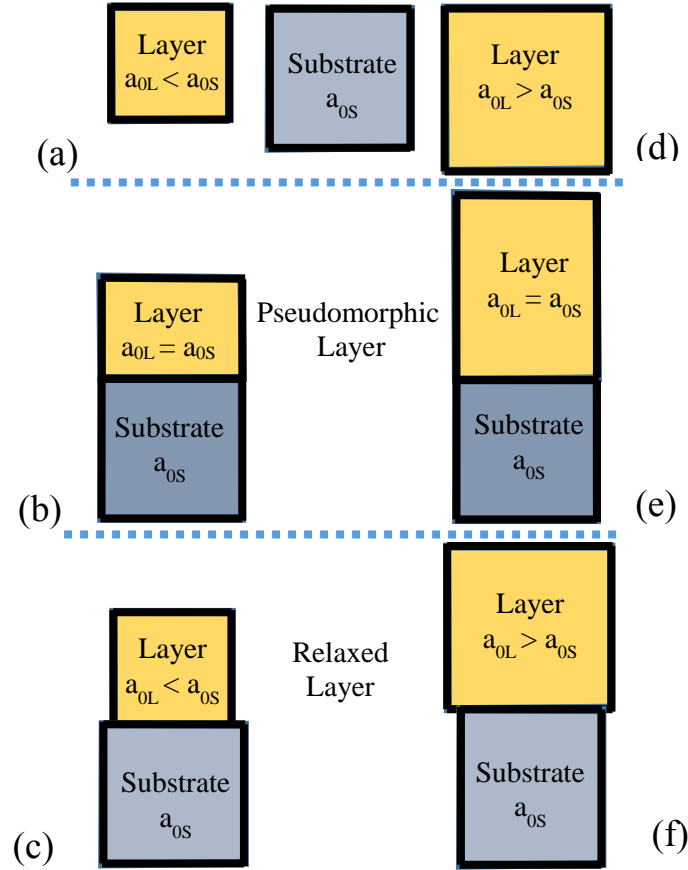 Layer
a0L < a0S
Substrate
a0S
Layer
a0L > a0S
(a)
(d)
Layer
a0L = a0S
Pseudomorphic
Layer
Layer
a0L = a0S
Substrate
a0S
Substrate
a0S
(b)
(e)
Layer
a0L < a0S
Relaxed
Layer
Layer
a0L > a0S
Substrate
a0S
Substrate
a0S
(c)
(f)